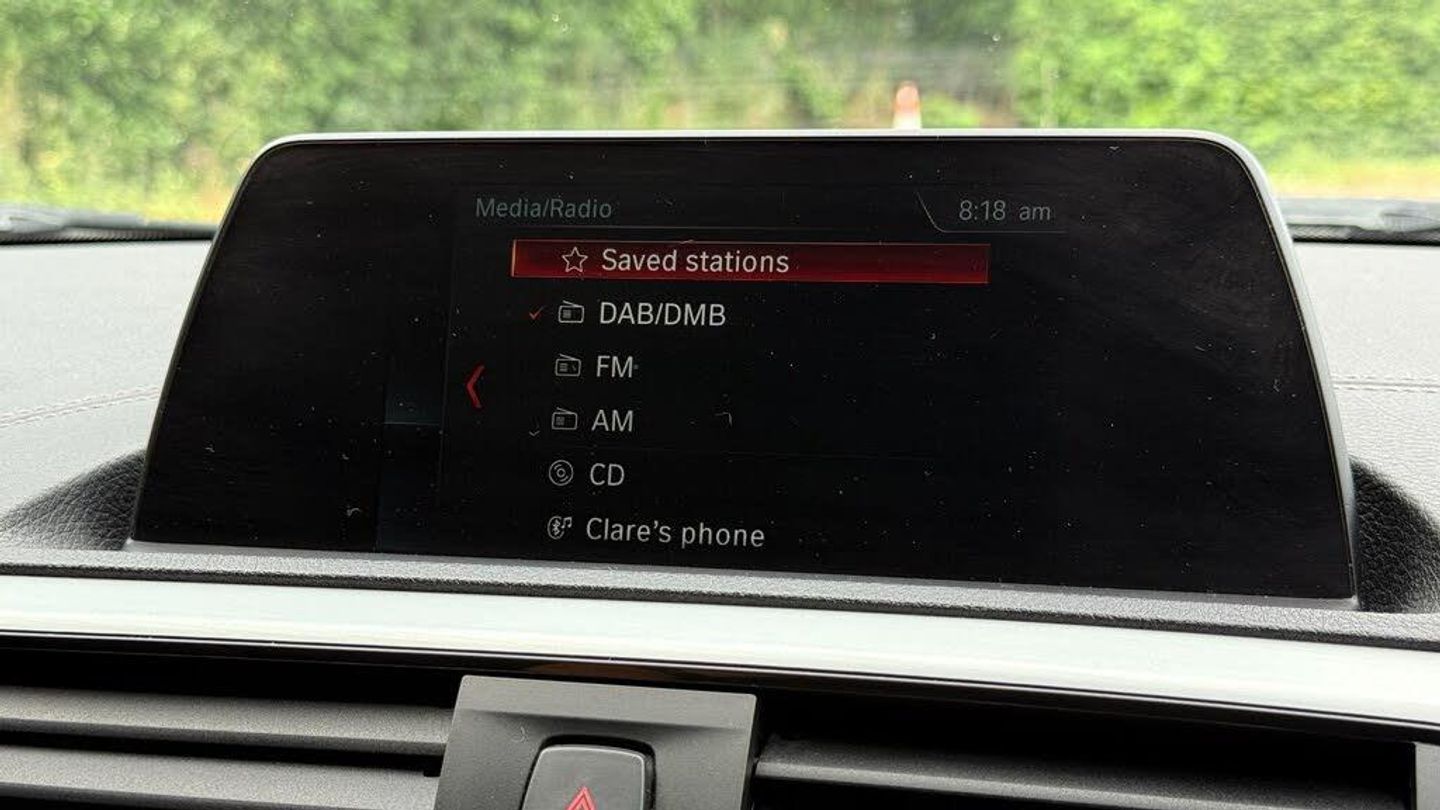 Media/Radio
8:18 am
Saved stations
DAB/DMB
FM
AM
CD
Clare's phone